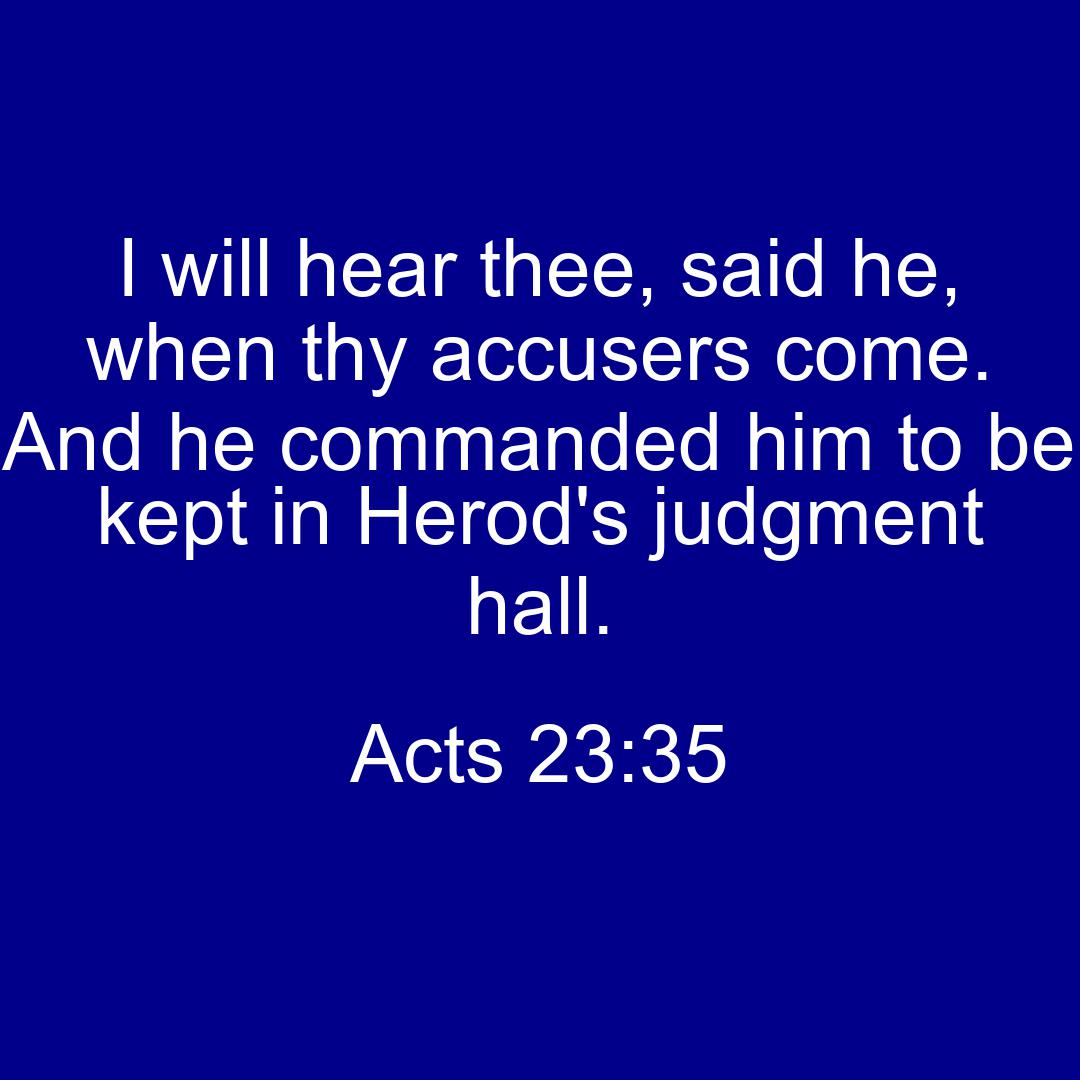 I will hear thee, said he,
when thy accusers come.
And he commanded him to be
kept in Herod's judgment
hall.
Acts 23:35